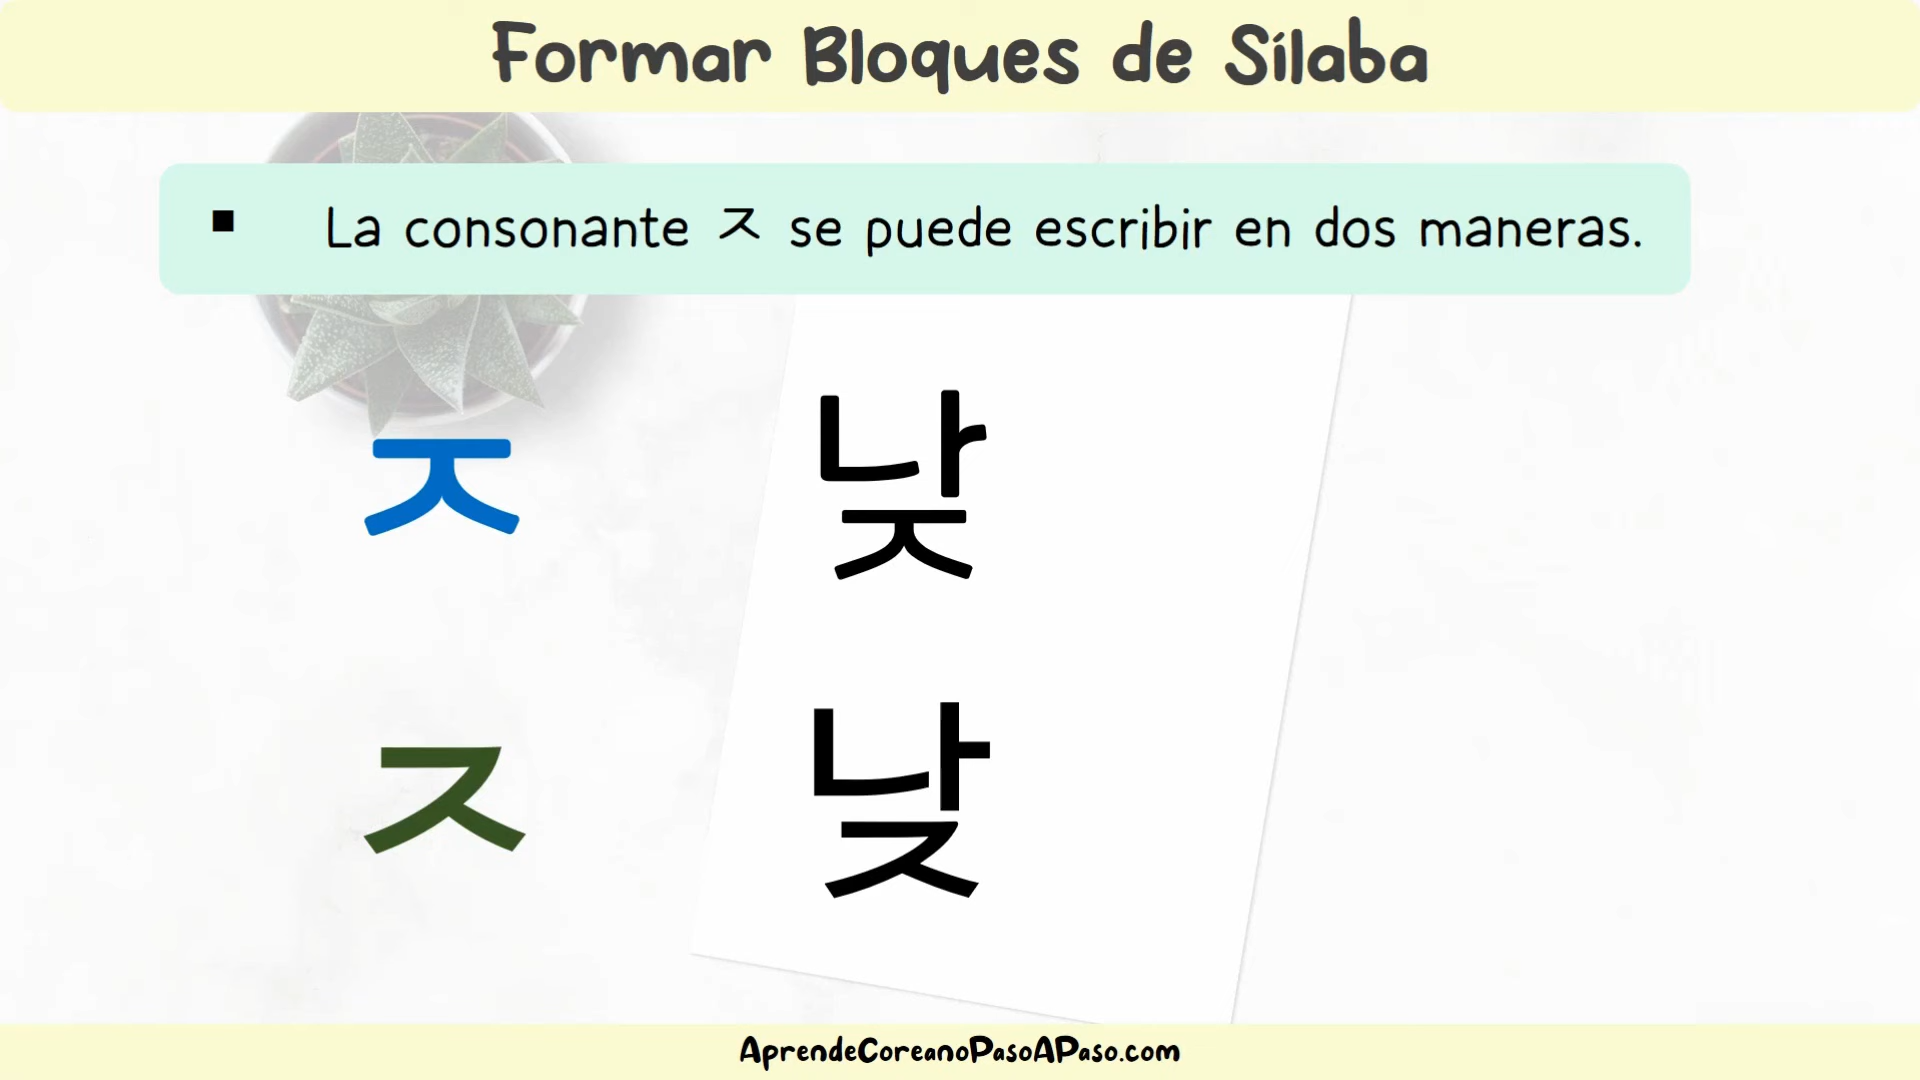 Formar Bloques de Sílaba
▪ La consonante ㅈ se puede escribir en dos maneras.
ㅈ 낮
ㅈ 낮
AprendeCoreanoPasoAPaso.com